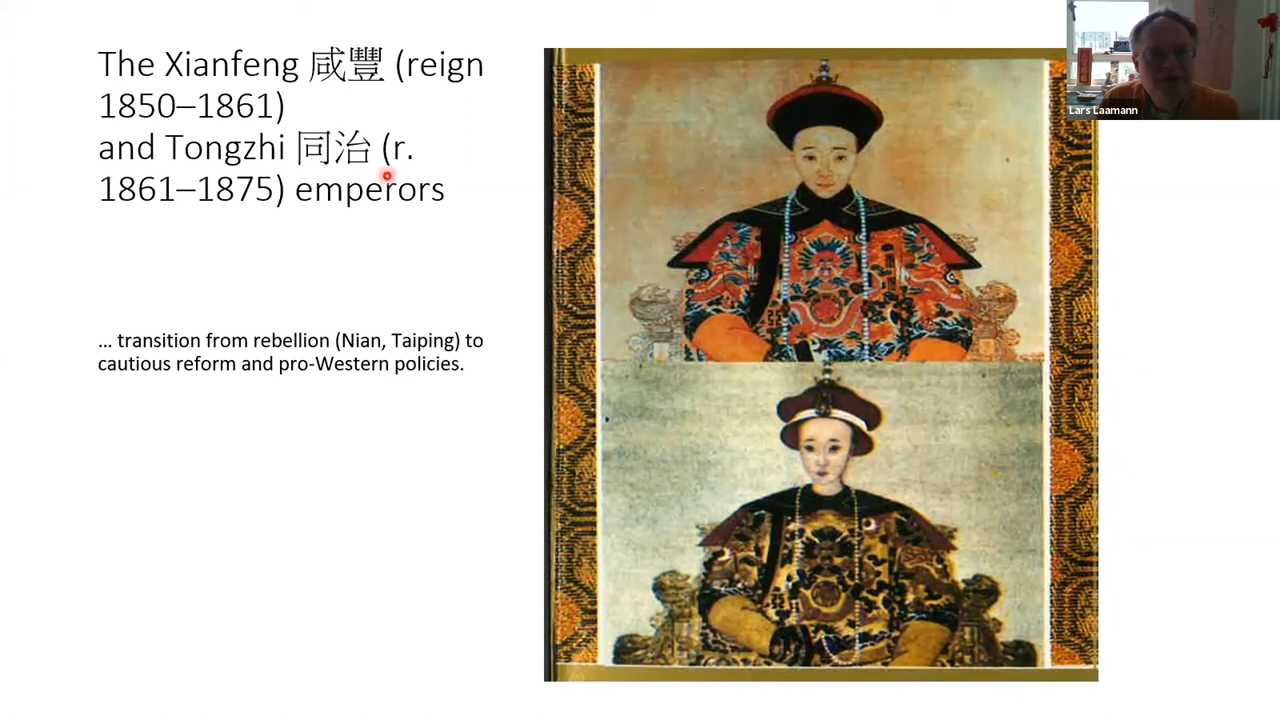 The Xianfeng 咸豐 (reign
1850–1861)
and Tongzhi 同治 (r.
1861–1875) emperors
... transition from rebellion (Nian, Taiping) to
cautious reform and pro-Western policies.
Lars Laamann